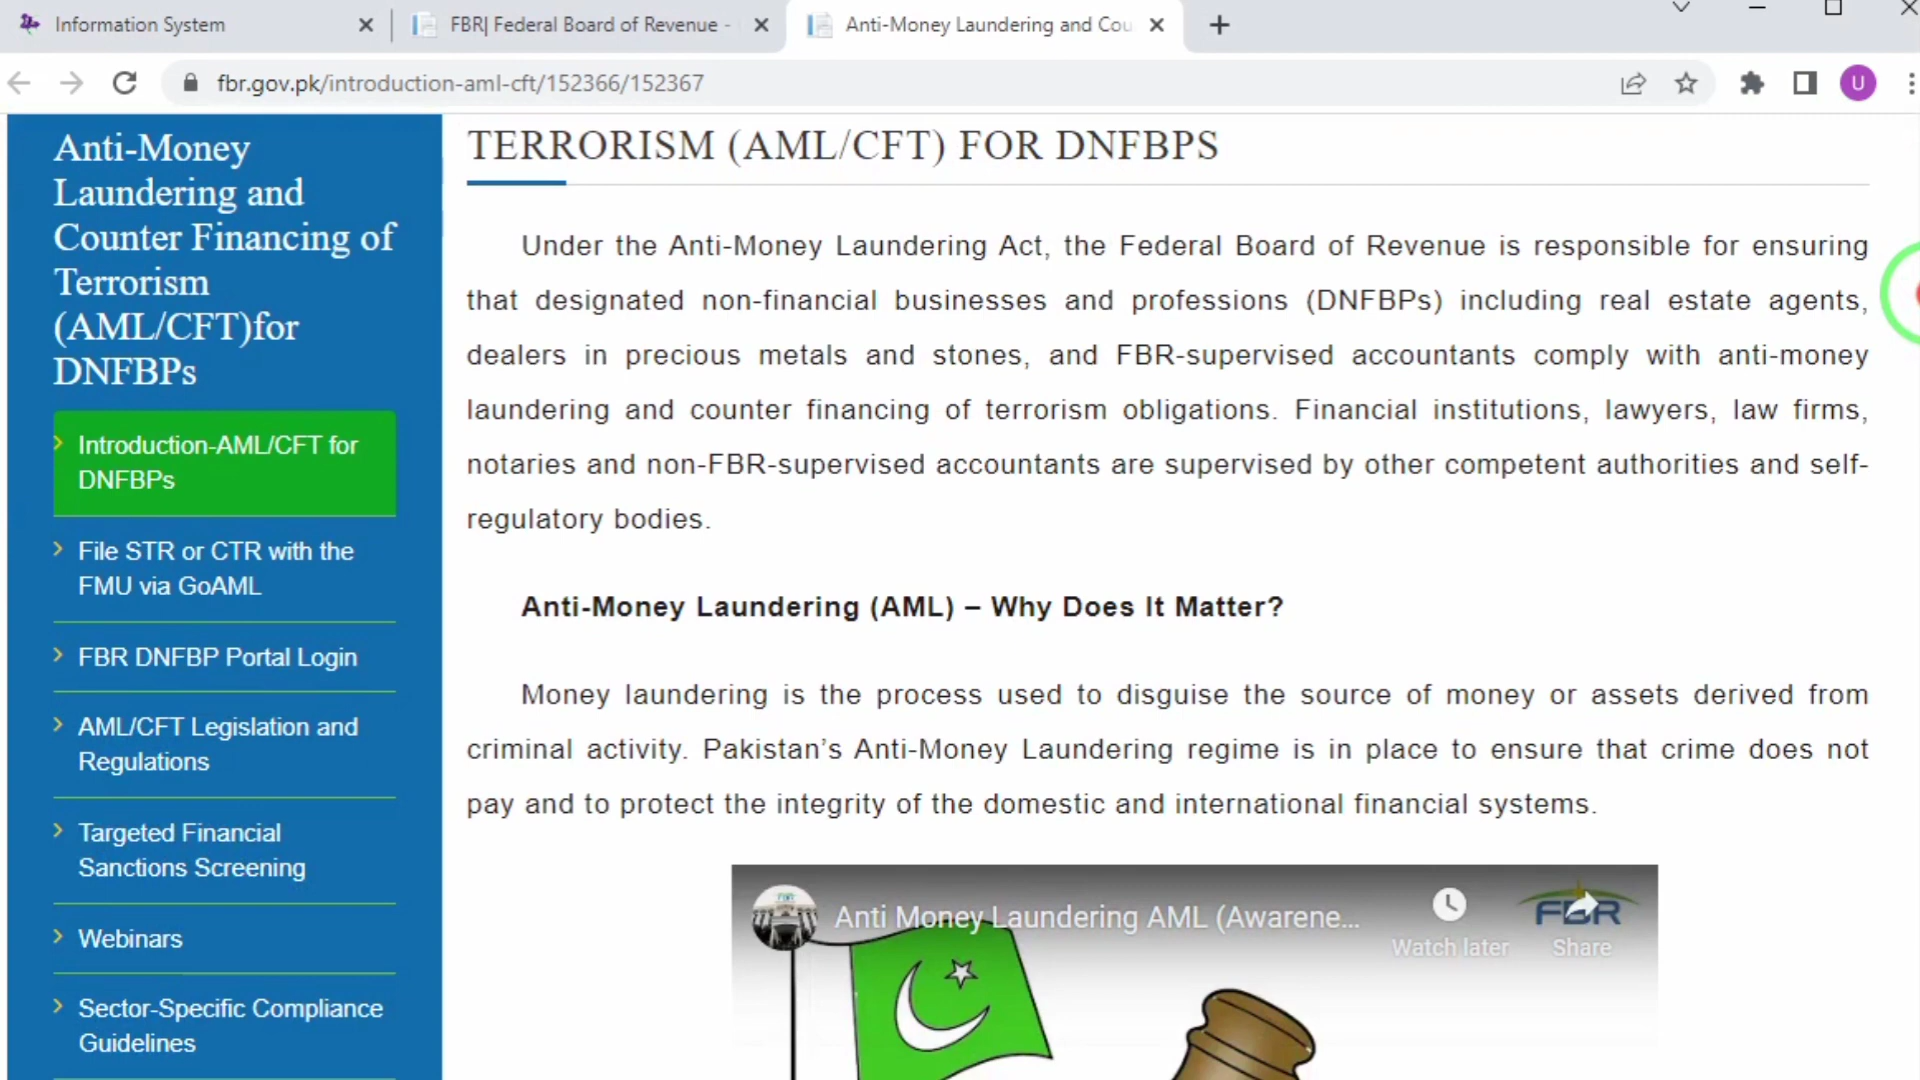 Information System
FBR| Federal Board of Revenue -
Anti-Money Laundering and Cou
fbr.gov.pk/introduction-aml-cft/152366/152367
U
Anti-Money
Laundering and
Counter Financing of
Terrorism
(AML/CFT)for
DNFBPs
Introduction-AML/CFT for
DNFBPs
File STR or CTR with the
FMU via GoAML
FBR DNFBP Portal Login
AML/CFT Legislation and
Regulations
Targeted Financial
Sanctions Screening
Webinars
Sector-Specific Compliance
Guidelines
TERRORISM (AML/CFT) FOR DNFBPS
Under the Anti-Money Laundering Act, the Federal Board of Revenue is responsible for ensuring
that designated non-financial businesses and professions (DNFBPs) including real estate agents,
dealers in precious metals and stones, and FBR-supervised accountants comply with anti-money
laundering and counter financing of terrorism obligations. Financial institutions, lawyers, law firms,
notaries and non-FBR-supervised accountants are supervised by other competent authorities and self-
regulatory bodies.
Anti-Money Laundering (AML) – Why Does It Matter?
Money laundering is the process used to disguise the source of money or assets derived from
criminal activity. Pakistan’s Anti-Money Laundering regime is in place to ensure that crime does not
pay and to protect the integrity of the domestic and international financial systems.
Anti Money Laundering AML (Awarene...
FBR
Watch later
Share